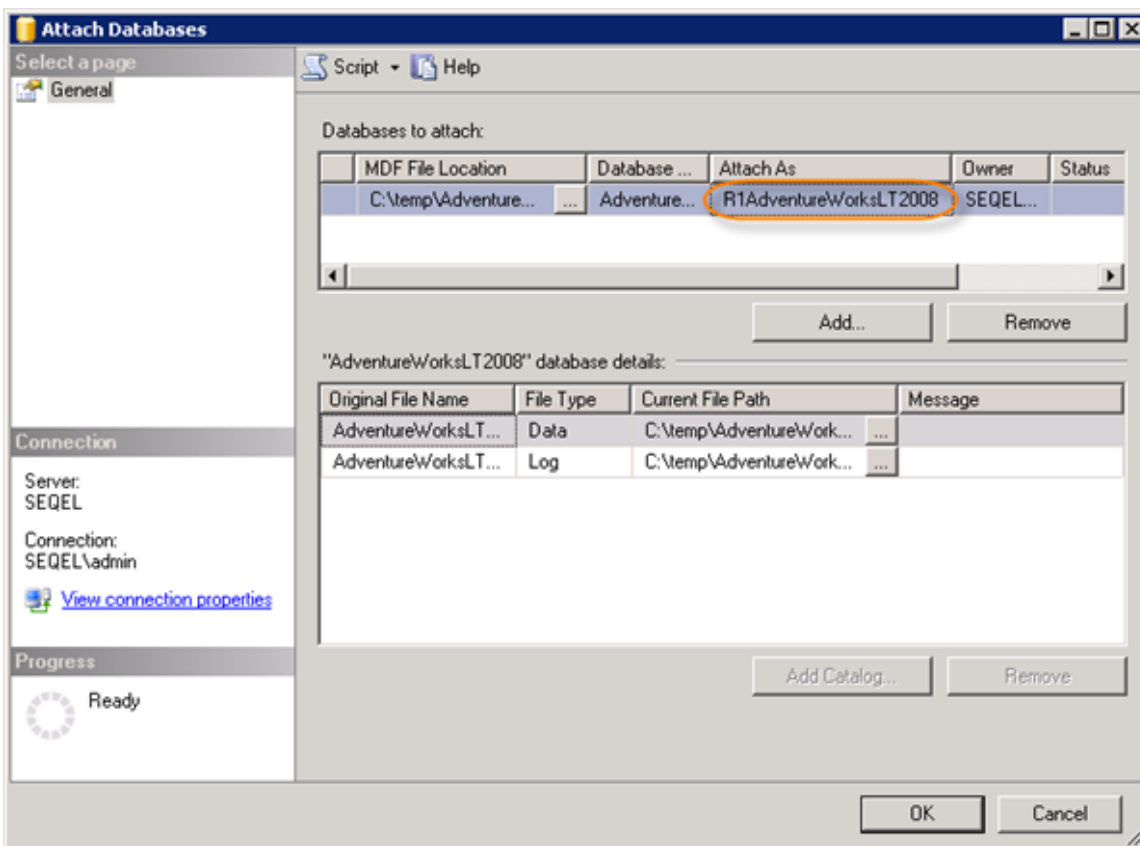 Attach Databases
Select a page
General
Script
Help
Databases to attach:
MDF File Location Database ... Attach As Owner Status
C:\temp\Adventure... ... Adventure... R1AdventureWorksLT2008 SEQEL...
Add... Remove
"AdventureWorksLT2008" database details:
Original File Name File Type Current File Path Message
AdventureWorksLT... Data C:\temp\AdventureWork... ...
AdventureWorksLT... Log C:\temp\AdventureWork... ...
Connection
Server:
SEQEL
Connection:
SEQEL\admin
View connection properties
Progress
Ready
Add Catalog... Remove
OK Cancel